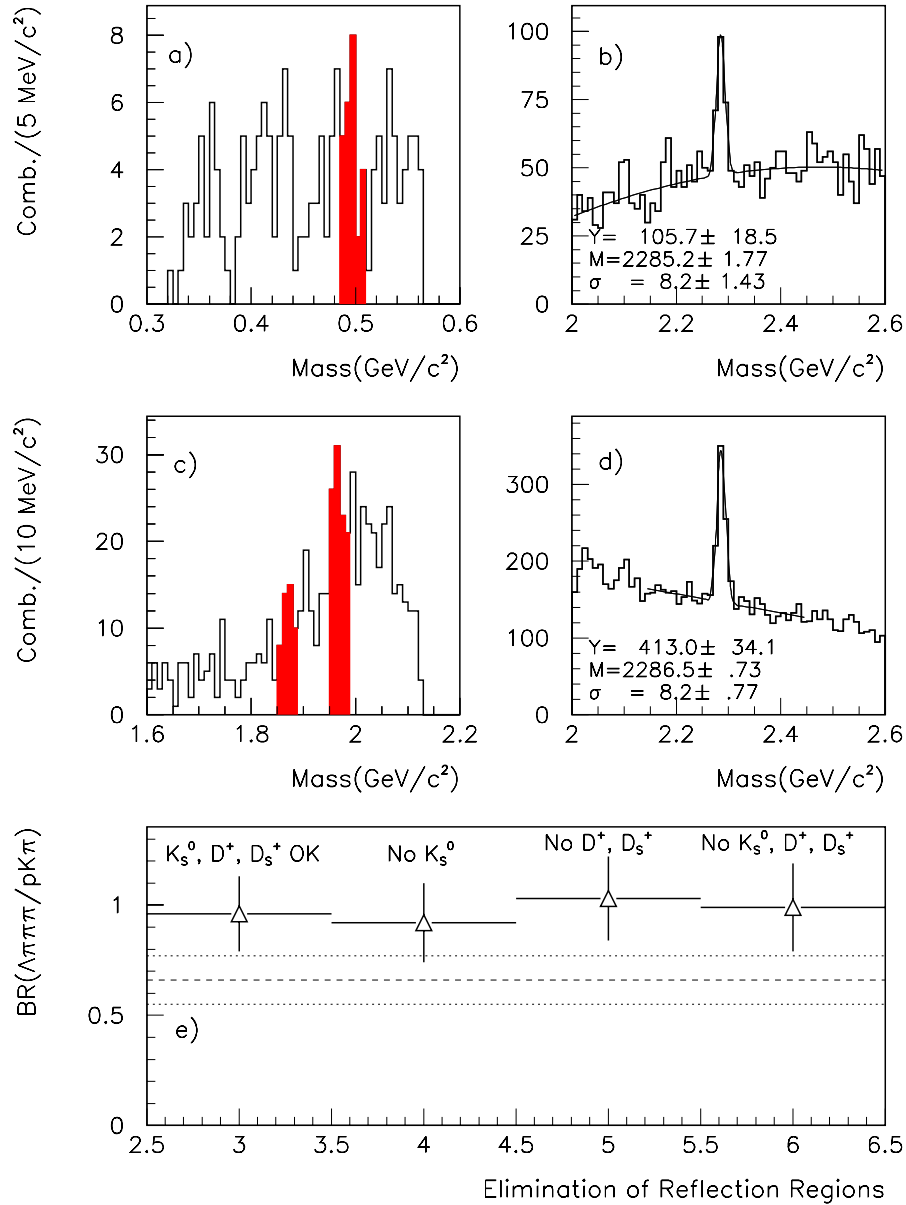 Comb./(5 MeV/c²)
8
6
4
2
0
a)
0.3 0.4 0.5 0.6
Mass(GeV/c²)
100
75
50
25
0
b)
Y= 105.7± 18.5
M=2285.2± 1.77
σ = 8.2± 1.43
2 2.2 2.4 2.6
Mass(GeV/c²)
Comb./(10 MeV/c²)
30
20
10
0
c)
1.6 1.8 2 2.2
Mass(GeV/c²)
300
200
100
0
d)
Y= 413.0± 34.1
M=2286.5± .73
σ = 8.2± .77
2 2.2 2.4 2.6
Mass(GeV/c²)
BR(Λπππ/pKπ)
1
0.5
0
Kₛ⁰, D⁺, Dₛ⁺ OK
No Kₛ⁰
No D⁺, Dₛ⁺
No Kₛ⁰, D⁺, Dₛ⁺
e)
2.5 3 3.5 4 4.5 5 5.5 6 6.5
Elimination of Reflection Regions